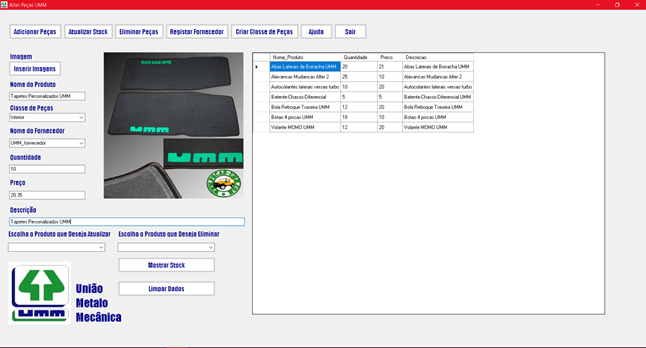 Alter Peças UMM
Adicionar Peças Atualizar Stock Eliminar Peças Registar Fornecedor Criar Classe de Peças Ajuda Sair
Imagem
Inserir Imagens
Nome do Produto
Tapetes Personalizados UMM
Classe de Peças
Interior
Nome do Fornecedor
UMM_fornecedor
Quantidade
10
Preço
20.35
Descrição
Tapetes Personalizados UMM
Escolha o Produto que Deseja Atualizar Escolha o Produto que Deseja Eliminar
Mostrar Stock
Limpar Dados
UMM
União
Metalo
Mecânica
UMM
UMM
Nome_Produto Quantidade Preco Descricao
Abas Laterais de Borracha UMM 20 21 Abas Laterais de Borracha UMM
Alavancas Mudancas Alter 2 25 10 Alavancas Mudancas Alter 2
Autocolantes laterais versao turbo 10 20 Autocolantes laterais versao turbo
Batente-Chassis-Diferencial 5 5 Batente-Chassis-Diferencial UMM
Bola Reboque Traseira UMM 12 20 Bola Reboque Traseira UMM
Botao 4 piscas UMM 18 10 Botao 4 piscas UMM
Volante MOMO UMM 12 20 Volante MOMO UMM